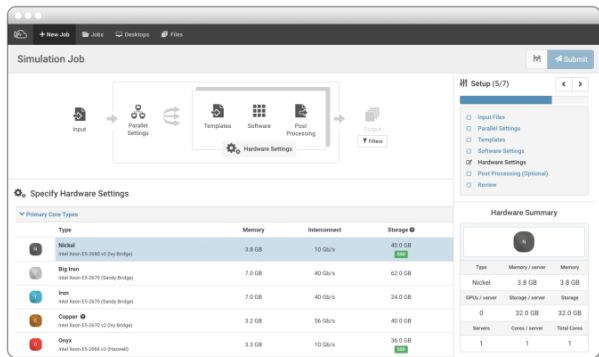 + New Job Jobs Desktops Files
Simulation Job
Submit
Setup (5/7)
Input Files
Parallel Settings
Templates
Software Settings
Hardware Settings
Post Processing (Optional)
Review
Input
Parallel
Settings
Templates
Software
Post
Processing
Hardware Settings
Output
Filters
Specify Hardware Settings
Primary Core Types
Type Memory Interconnect Storage
Nickel
Intel Xeon E5-2680 v2 (Ivy Bridge)
3.8 GB 10 Gb/s 40.0 GB
SSD
Big Iron
Intel Xeon E5-2670 (Sandy Bridge)
7.0 GB 40 Gb/s 62.0 GB
Iron
Intel Xeon E5-2670 (Sandy Bridge)
7.0 GB 40 Gb/s 24.0 GB
Copper
Intel Xeon E5-2670 v2 (Ivy Bridge)
3.2 GB 56 Gb/s 40.0 GB
Onyx
Intel Xeon E5-2666 v3 (Haswell)
3.3 GB 10 Gb/s 36.0 GB
SSD
Hardware Summary
N
Type Memory / server Memory
Nickel 3.8 GB 3.8 GB
GPUs / server Storage / server Storage
0 32.0 GB 32.0 GB
Servers Cores / server Total Cores
1 1 1